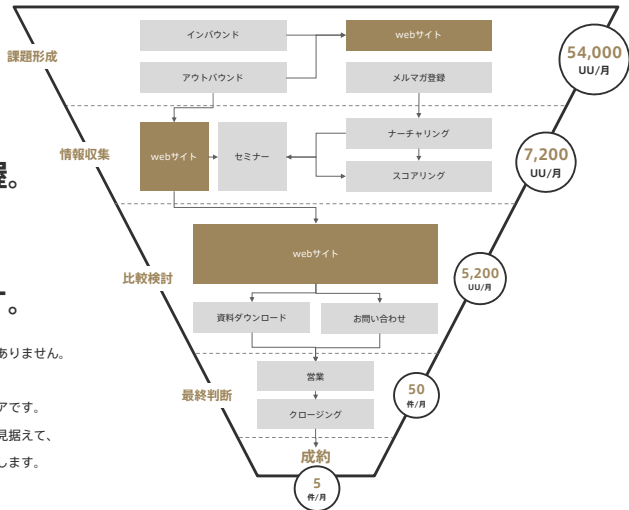 インバウンド
webサイト
課題形成
54,000
UU/月
アウトバウンド
メルマガ登録
情報収集
webサイト
セミナー
ナーチャリング
7,200
UU/月
スコアリング
。
webサイト
比較検討
5,200
UU/月
。
資料ダウンロード
お問い合わせ
ありません。
営業
最終判断
50
件/月
アです。
クロージング
見据えて、
成約
します。
5
件/月